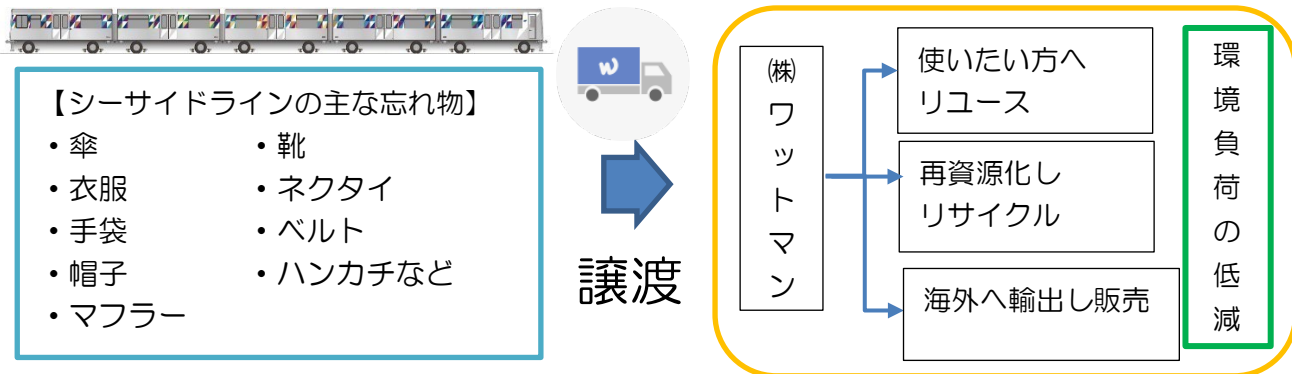 【シーサイドラインの主な忘れ物】
・傘
・衣服
・手袋
・帽子
・マフラー
・靴
・ネクタイ
・ベルト
・ハンカチなど
w
譲渡
㈱ワットマン
使いたい方へ
リユース
再資源化し
リサイクル
海外へ輸出し販売
環境負荷の低減